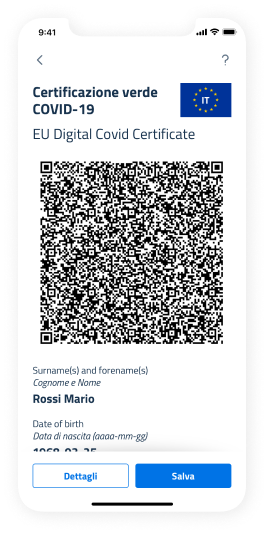 9:41
?
Certificazione verde
COVID-19
IT
EU Digital Covid Certificate
Surname(s) and forename(s)
Cognome e Nome
Rossi Mario
Date of birth
Data di nascita (aaaa-mm-gg)
Dettagli
Salva